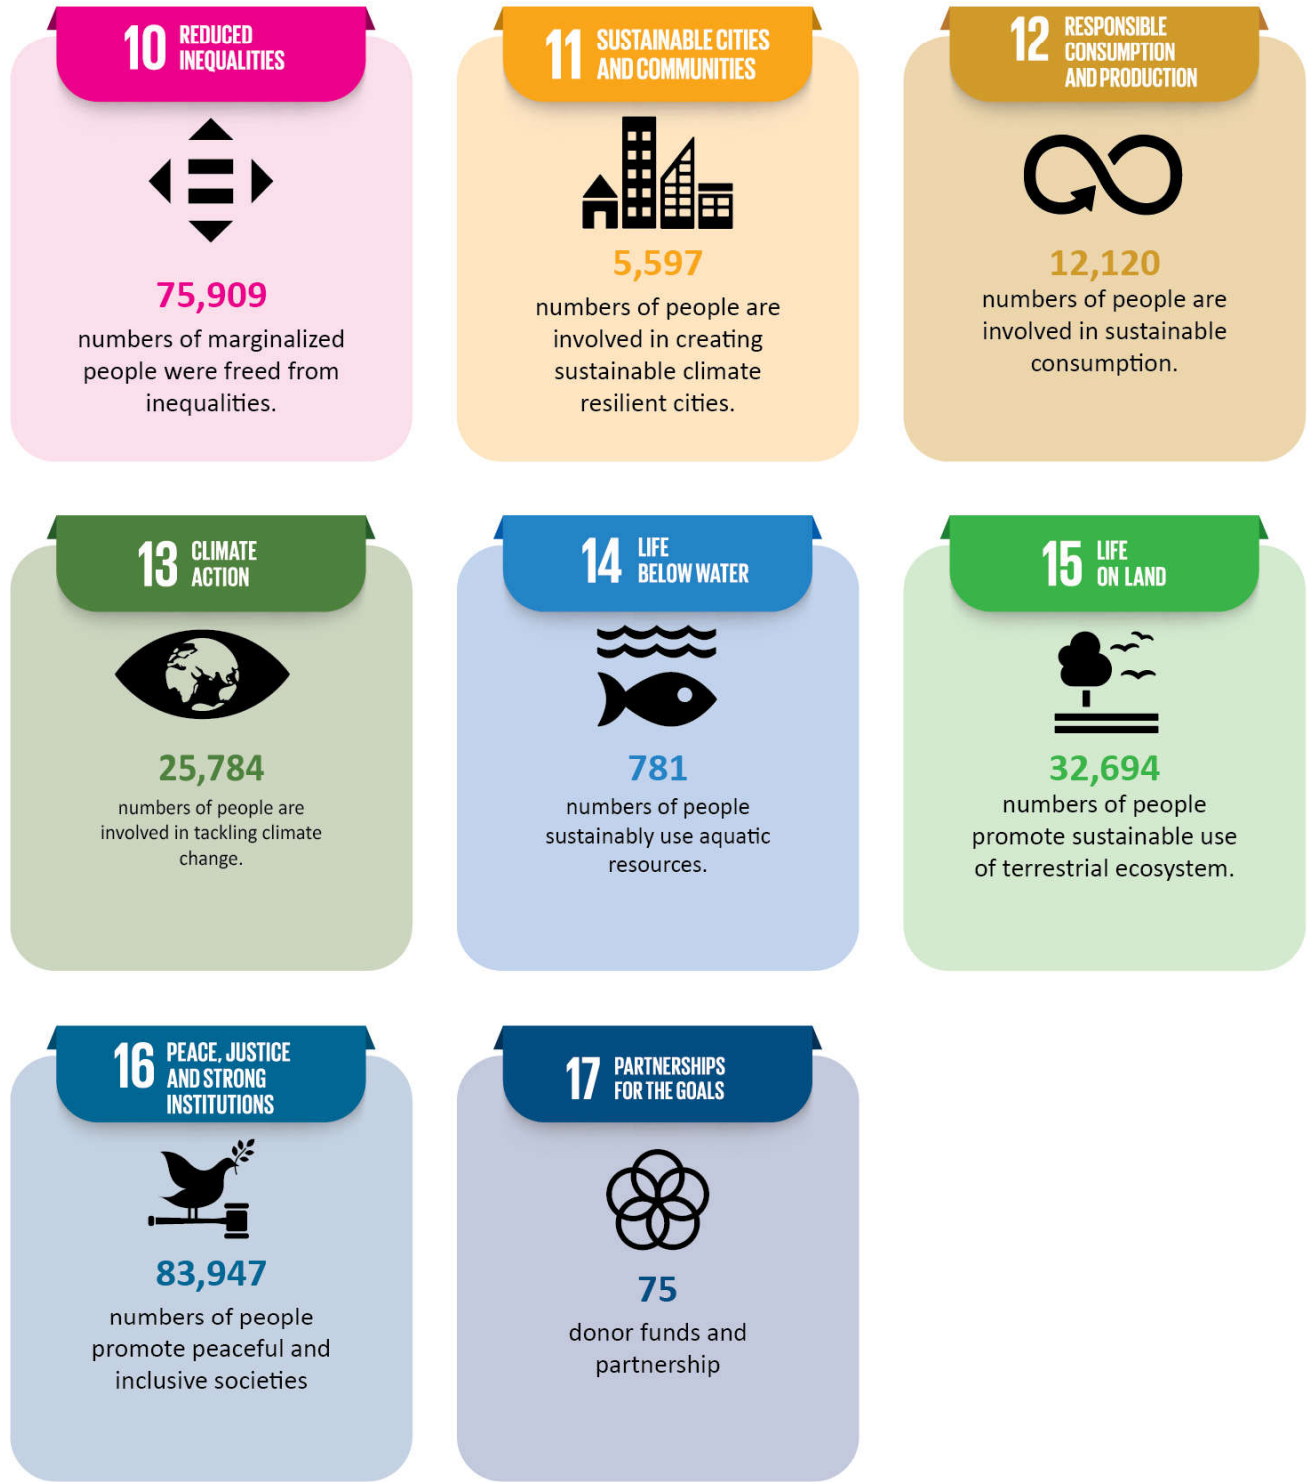 10 REDUCED
INEQUALITIES
75,909
numbers of marginalized
people were freed from
inequalities.
11 SUSTAINABLE CITIES
AND COMMUNITIES
5,597
numbers of people are
involved in creating
sustainable climate
resilient cities.
12 RESPONSIBLE
CONSUMPTION
AND PRODUCTION
12,120
numbers of people are
involved in sustainable
consumption.
13 CLIMATE
ACTION
25,784
numbers of people are
involved in tackling climate
change.
14 LIFE
BELOW WATER
781
numbers of people
sustainably use aquatic
resources.
15 LIFE
ON LAND
32,694
numbers of people
promote sustainable use
of terrestrial ecosystem.
16 PEACE, JUSTICE
AND STRONG
INSTITUTIONS
83,947
numbers of people
promote peaceful and
inclusive societies
17 PARTNERSHIPS
FOR THE GOALS
75
donor funds and
partnership